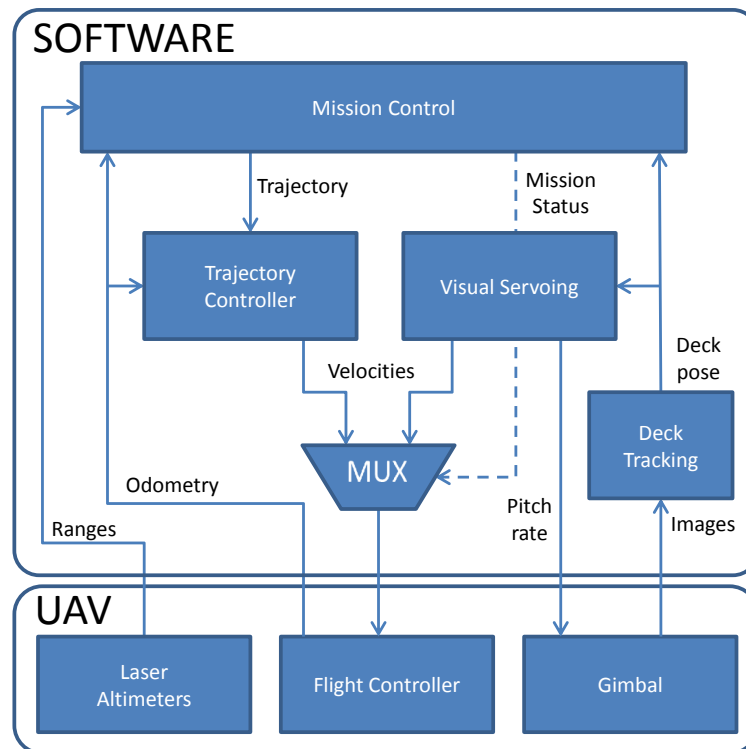 SOFTWARE
Mission Control
Trajectory
Mission
Status
Trajectory
Controller
Visual Servoing
Velocities
Deck
pose
MUX
Deck
Tracking
Odometry
Pitch
rate
Ranges
Images
UAV
Laser
Altimeters
Flight Controller
Gimbal